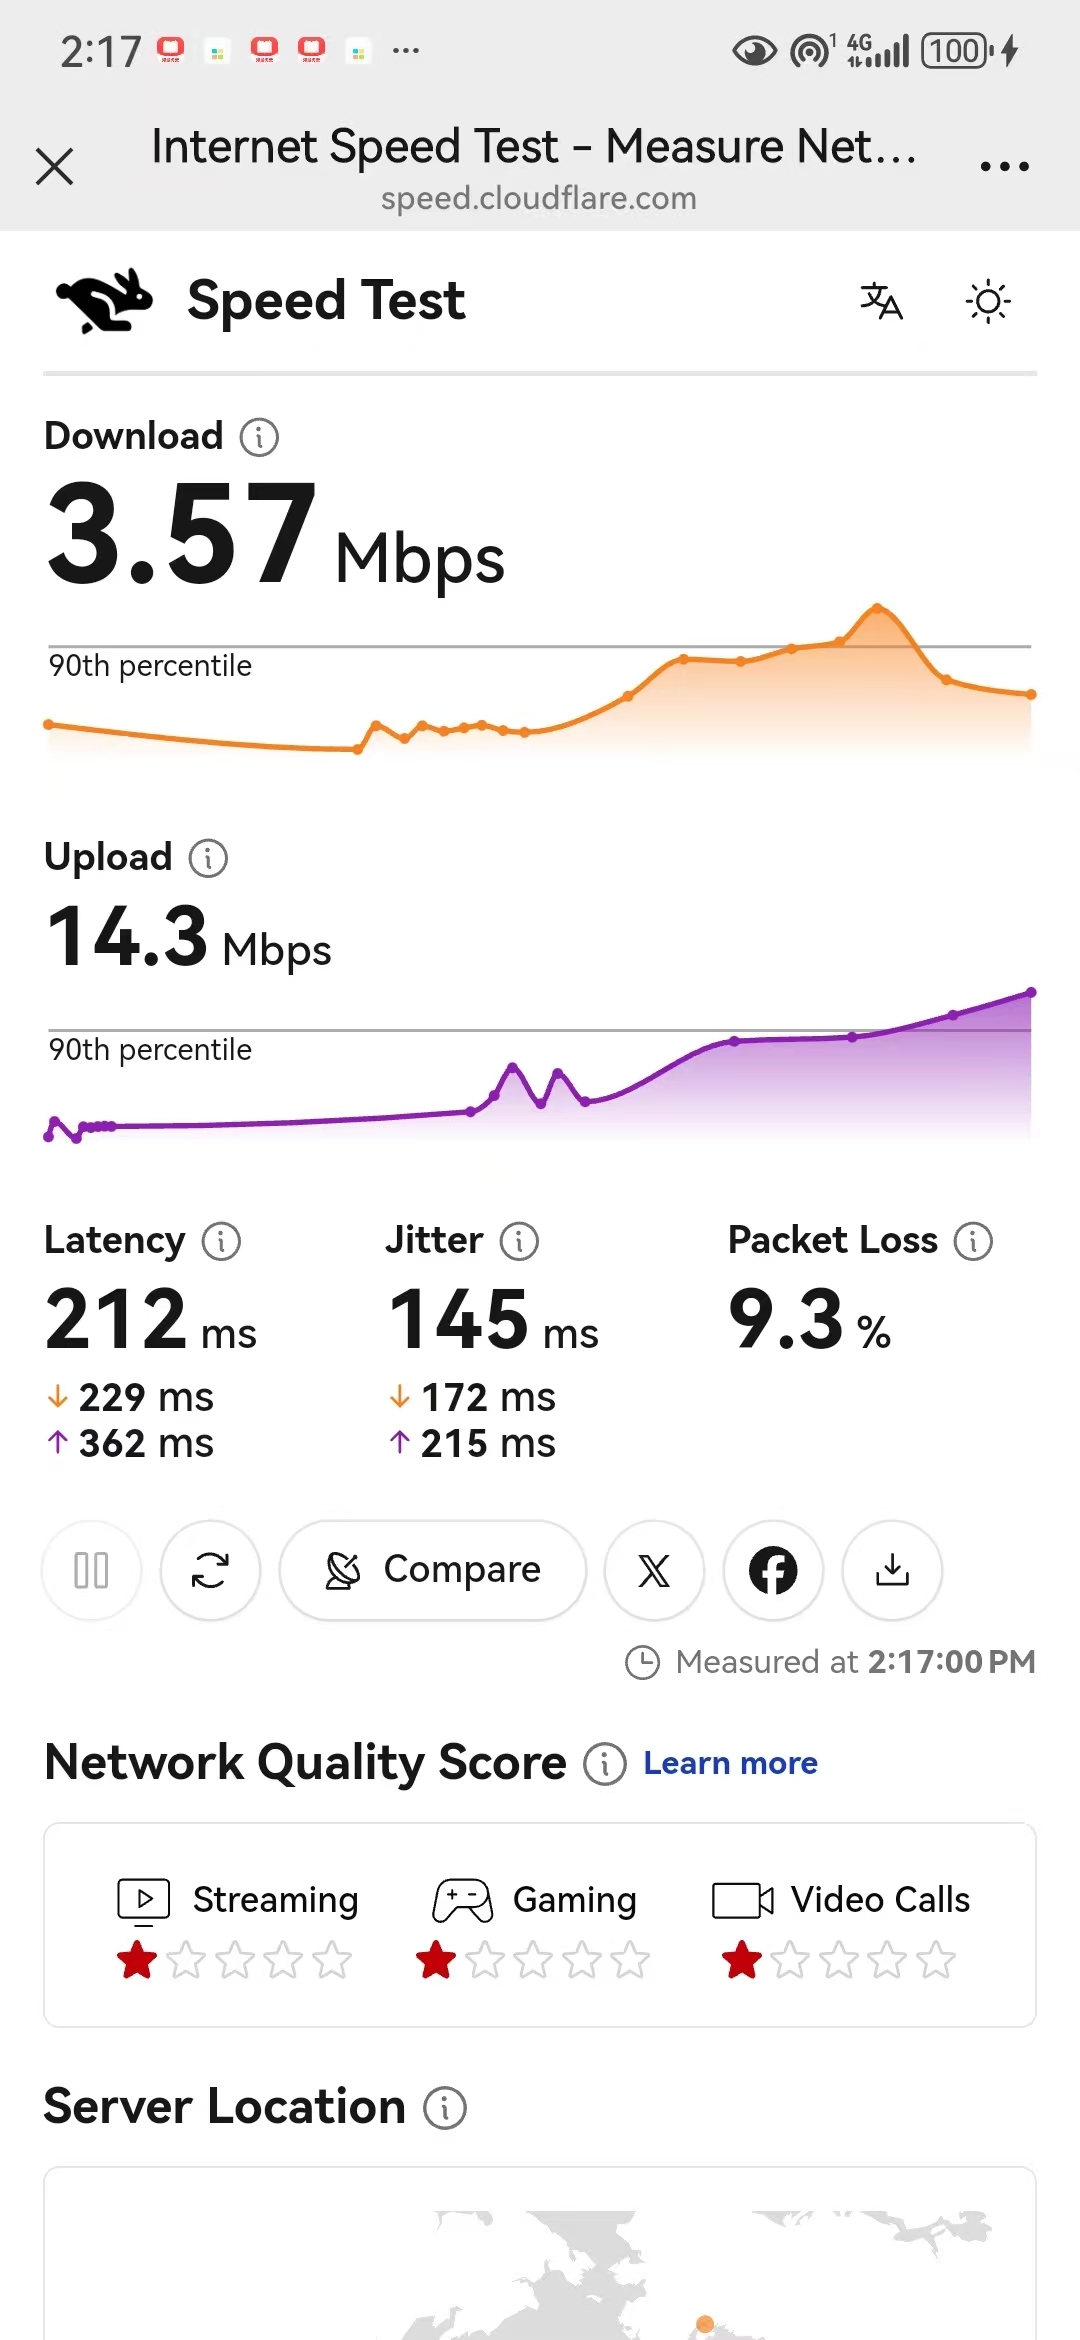 2:17
1 4G 100
Internet Speed Test - Measure Net...
speed.cloudflare.com
Speed Test
Download
3.57 Mbps
90th percentile
Upload
14.3 Mbps
90th percentile
Latency Jitter Packet Loss
212 ms 145 ms 9.3 %
↓ 229 ms ↓ 172 ms
↑ 362 ms ↑ 215 ms
Compare
Measured at 2:17:00 PM
Network Quality Score Learn more
Streaming Gaming Video Calls
Server Location